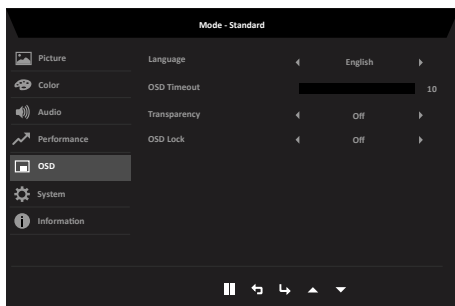 Mode - Standard
Picture
Language
English
Color
OSD Timeout
10
Audio
Transparency
Off
Performance
OSD Lock
Off
OSD
System
Information